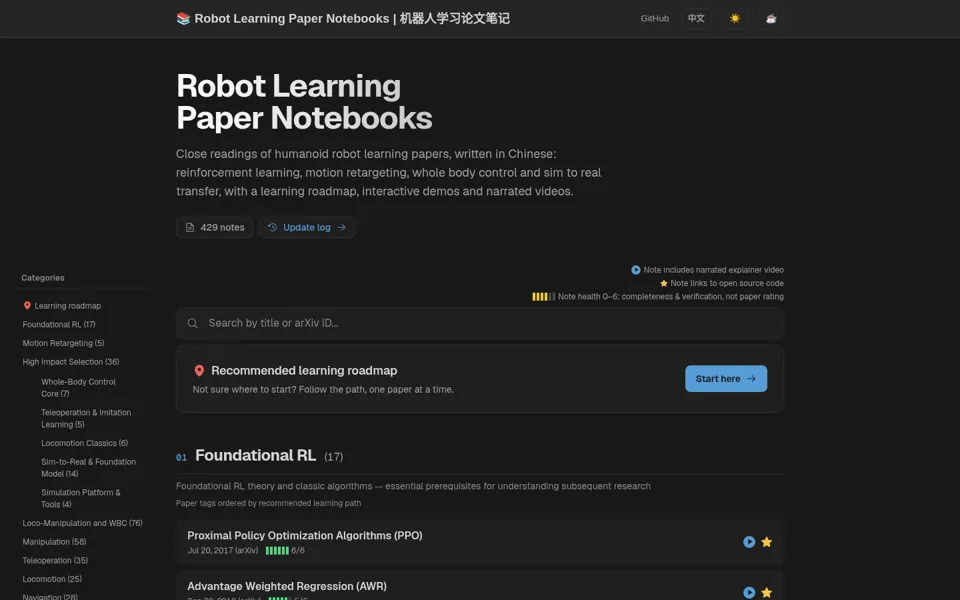 Robot Learning Paper Notebooks | 机器人学习论文笔记
GitHub
中文
Robot Learning
Paper Notebooks
Close readings of humanoid robot learning papers, written in Chinese:
reinforcement learning, motion retargeting, whole body control and sim to real
transfer, with a learning roadmap, interactive demos and narrated videos.
429 notes
Update log →
Categories
Learning roadmap
Foundational RL (17)
Motion Retargeting (5)
High Impact Selection (36)
Whole-Body Control
Core (7)
Teleoperation & Imitation
Learning (5)
Locomotion Classics (6)
Sim-to-Real & Foundation
Model (14)
Simulation Platform &
Tools (4)
Loco-Manipulation and WBC (76)
Manipulation (58)
Teleoperation (35)
Locomotion (25)
Navigation (28)
Note includes narrated explainer video
Note links to open source code
Note health 0–6: completeness & verification, not paper rating
Search by title or arXiv ID...
Recommended learning roadmap
Not sure where to start? Follow the path, one paper at a time.
Start here →
01 Foundational RL (17)
Foundational RL theory and classic algorithms — essential prerequisites for understanding subsequent research
Paper tags ordered by recommended learning path
Proximal Policy Optimization Algorithms (PPO)
Jul 20, 2017 (arXiv) 6/6
Advantage Weighted Regression (AWR)